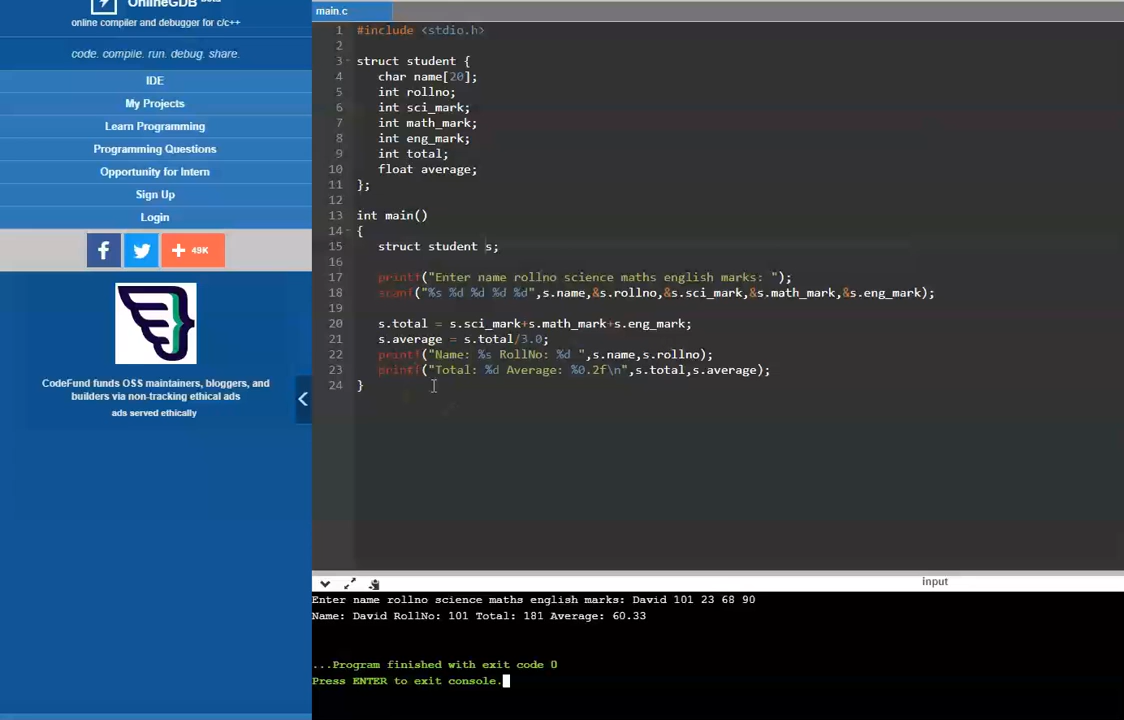 OnlineGDB beta
online compiler and debugger for c/c++
code. compile. run. debug. share.
IDE
My Projects
Learn Programming
Programming Questions
Opportunity for Intern
Sign Up
Login
f
+ 49K
CodeFund funds OSS maintainers, bloggers, and
builders via non-tracking ethical ads
ads served ethically
main.c
1 #include <stdio.h>
2
3 struct student {
4 char name[20];
5 int rollno;
6 int sci_mark;
7 int math_mark;
8 int eng_mark;
9 int total;
10 float average;
11 };
12
13 int main()
14 {
15 struct student s;
16
17 printf("Enter name rollno science maths english marks: ");
18 scanf("%s %d %d %d %d",s.name,&s.rollno,&s.sci_mark,&s.math_mark,&s.eng_mark);
19
20 s.total = s.sci_mark+s.math_mark+s.eng_mark;
21 s.average = s.total/3.0;
22 printf("Name: %s RollNo: %d ",s.name,s.rollno);
23 printf("Total: %d Average: %0.2f\n",s.total,s.average);
24 }
input
Enter name rollno science maths english marks: David 101 23 68 90
Name: David RollNo: 101 Total: 181 Average: 60.33
...Program finished with exit code 0
Press ENTER to exit console.